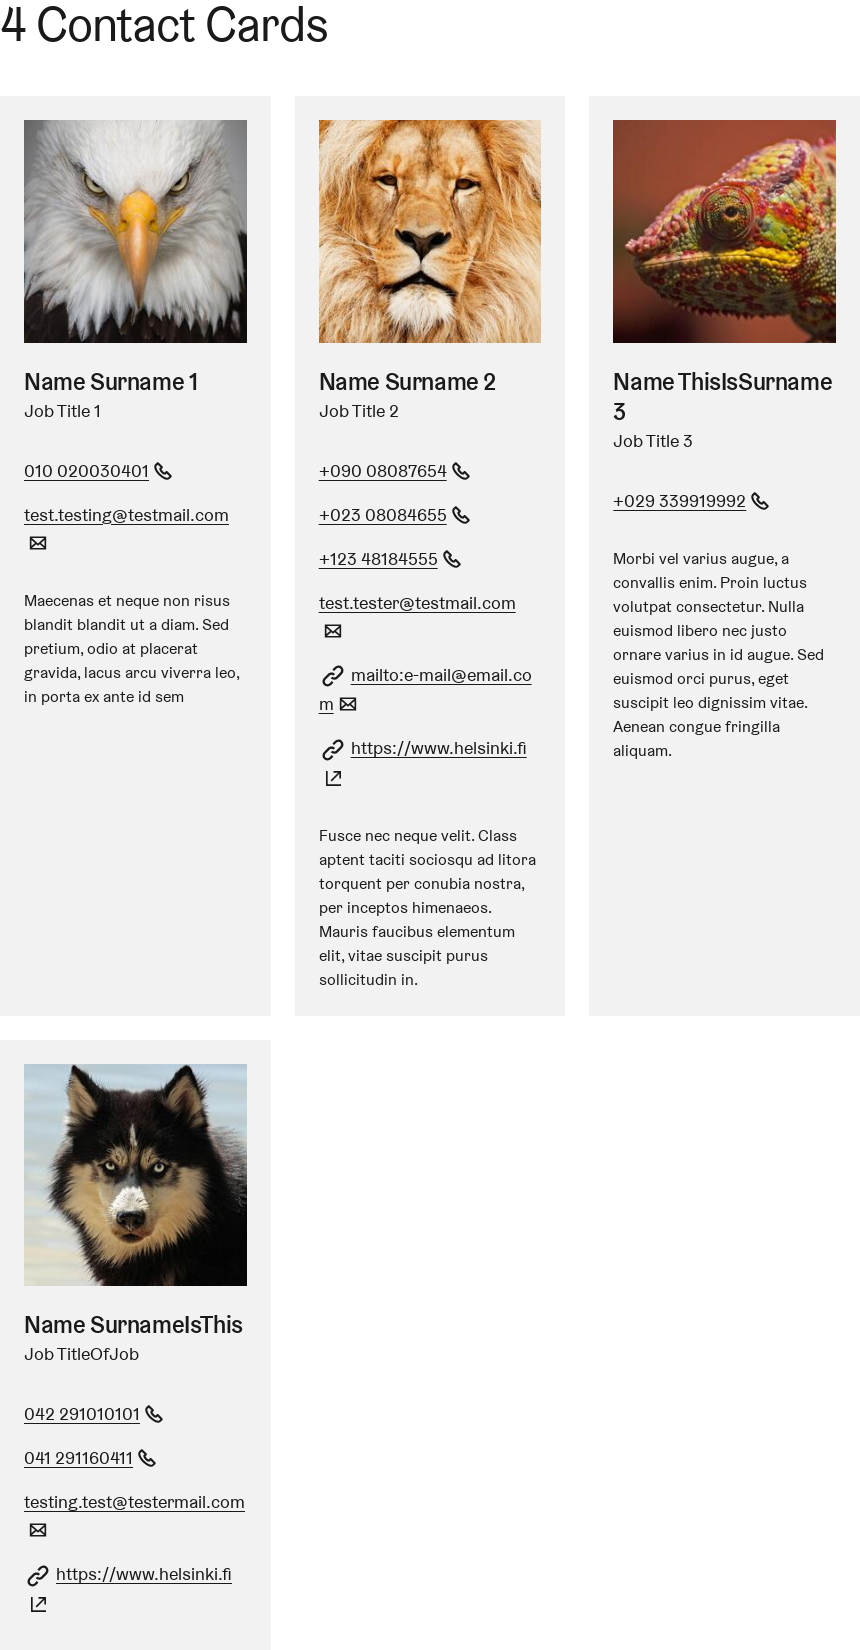 4 Contact Cards
Name Surname 1
Job Title 1
010 020030401
test.testing@testmail.com
Maecenas et neque non risus
blandit blandit ut a diam. Sed
pretium, odio at placerat
gravida, lacus arcu viverra leo,
in porta ex ante id sem
Name Surname 2
Job Title 2
+090 08087654
+023 08084655
+123 48184555
test.tester@testmail.com
mailto:e-mail@email.co
m
https://www.helsinki.fi
Fusce nec neque velit. Class
aptent taciti sociosqu ad litora
torquent per conubia nostra,
per inceptos himenaeos.
Mauris faucibus elementum
elit, vitae suscipit purus
sollicitudin in.
Name ThisIsSurname
3
Job Title 3
+029 339919992
Morbi vel varius augue, a
convallis enim. Proin luctus
volutpat consectetur. Nulla
euismod libero nec justo
ornare varius in id augue. Sed
euismod orci purus, eget
suscipit leo dignissim vitae.
Aenean congue fringilla
aliquam.
Name SurnameIsThis
Job TitleOfJob
042 291010101
041 291160411
testing.test@testermail.com
https://www.helsinki.fi